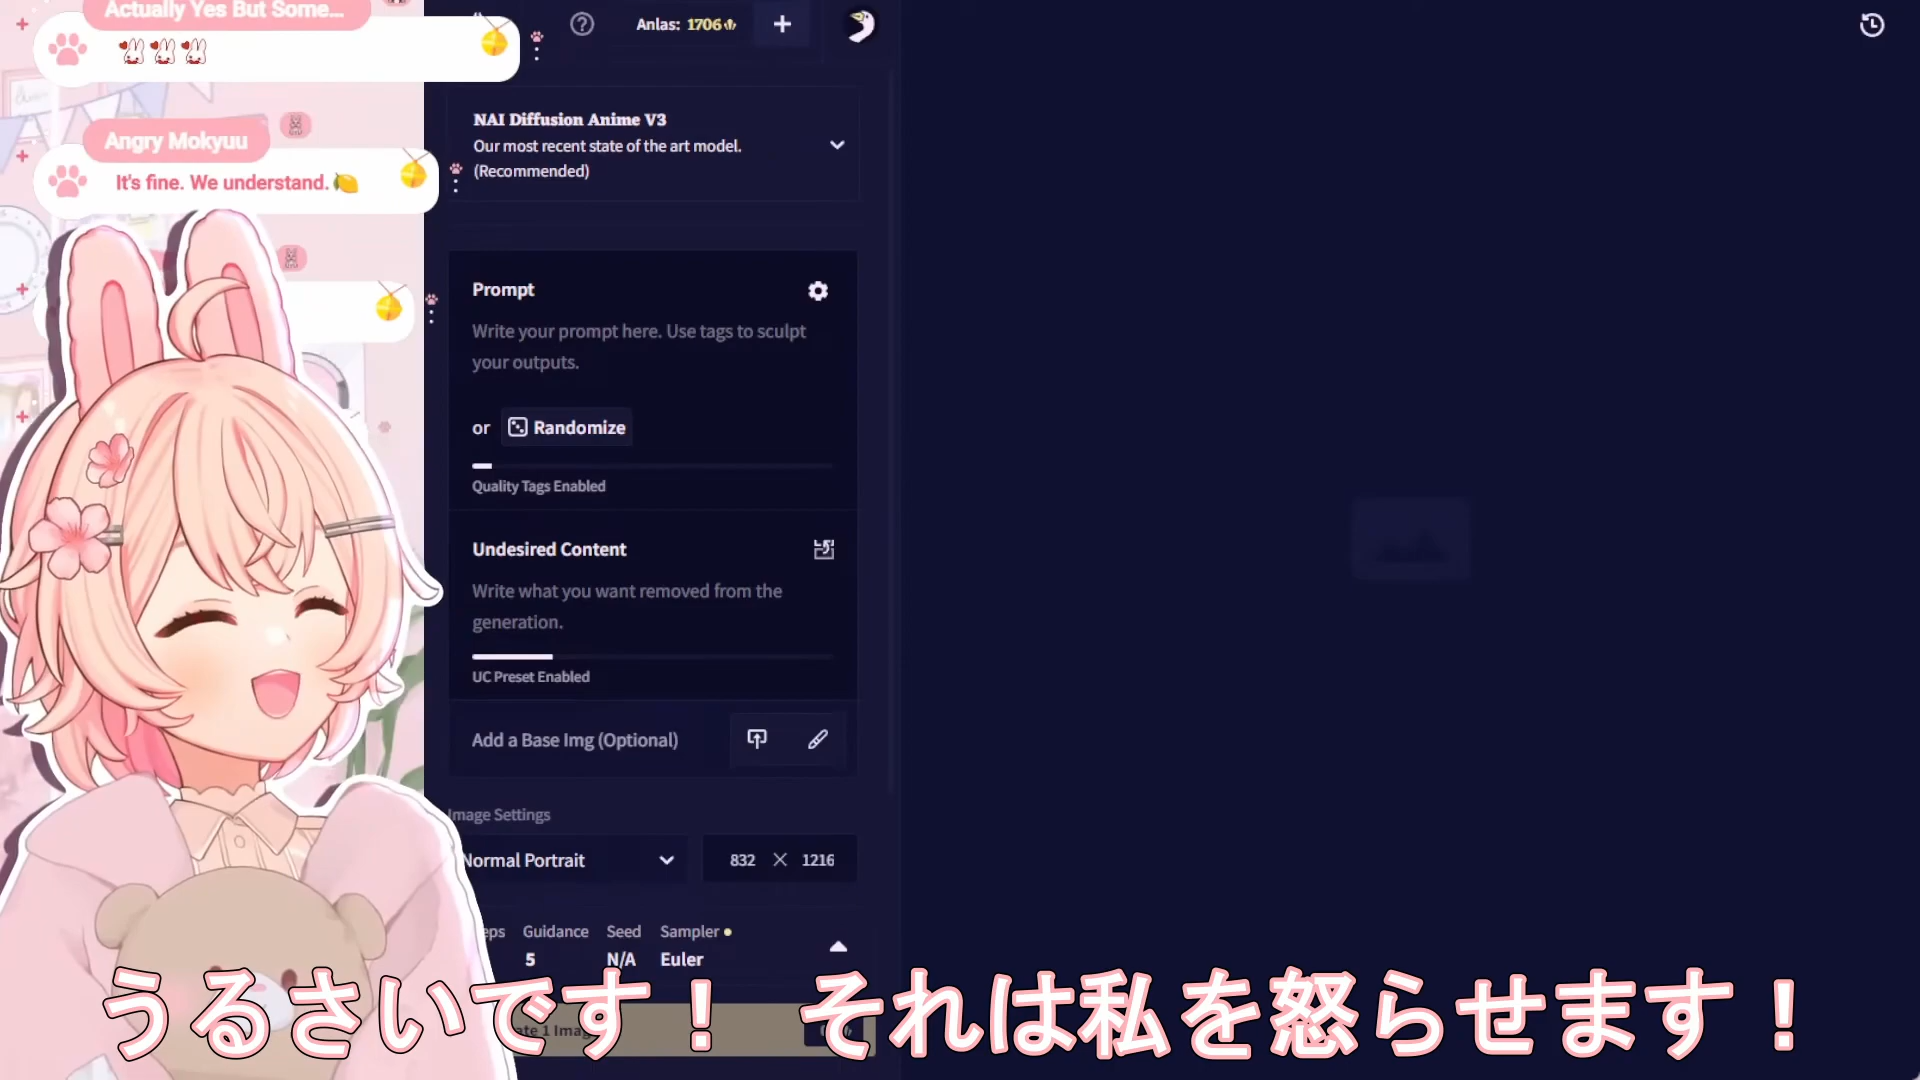 Actually Yes But Some...
Anlas: 1706
Angry Mokyuu
It's fine. We understand.
NAI Diffusion Anime V3
Our most recent state of the art model.
(Recommended)
Prompt
Write your prompt here. Use tags to sculpt
your outputs.
or Randomize
Quality Tags Enabled
Undesired Content
Write what you want removed from the
generation.
UC Preset Enabled
Add a Base Img (Optional)
Image Settings
Normal Portrait
832 × 1216
Guidance Seed Sampler
5 N/A Euler
うるさいです！ それは私を怒らせます！